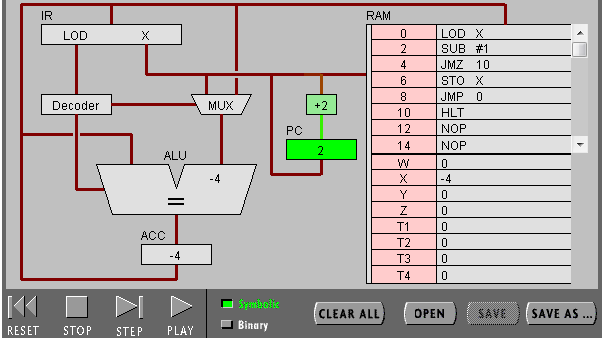 IR
LOD X
Decoder
MUX
+2
PC
2
ALU
-4
=
ACC
-4
RAM
0 LOD X
2 SUB #1
4 JMZ 10
6 STO X
8 JMP 0
10 HLT
12 NOP
14 NOP
W 0
X -4
Y 0
Z 0
T1 0
T2 0
T3 0
T4 0
RESET
STOP
STEP
PLAY
Symbolic
Binary
CLEAR ALL
OPEN
SAVE
SAVE AS ...